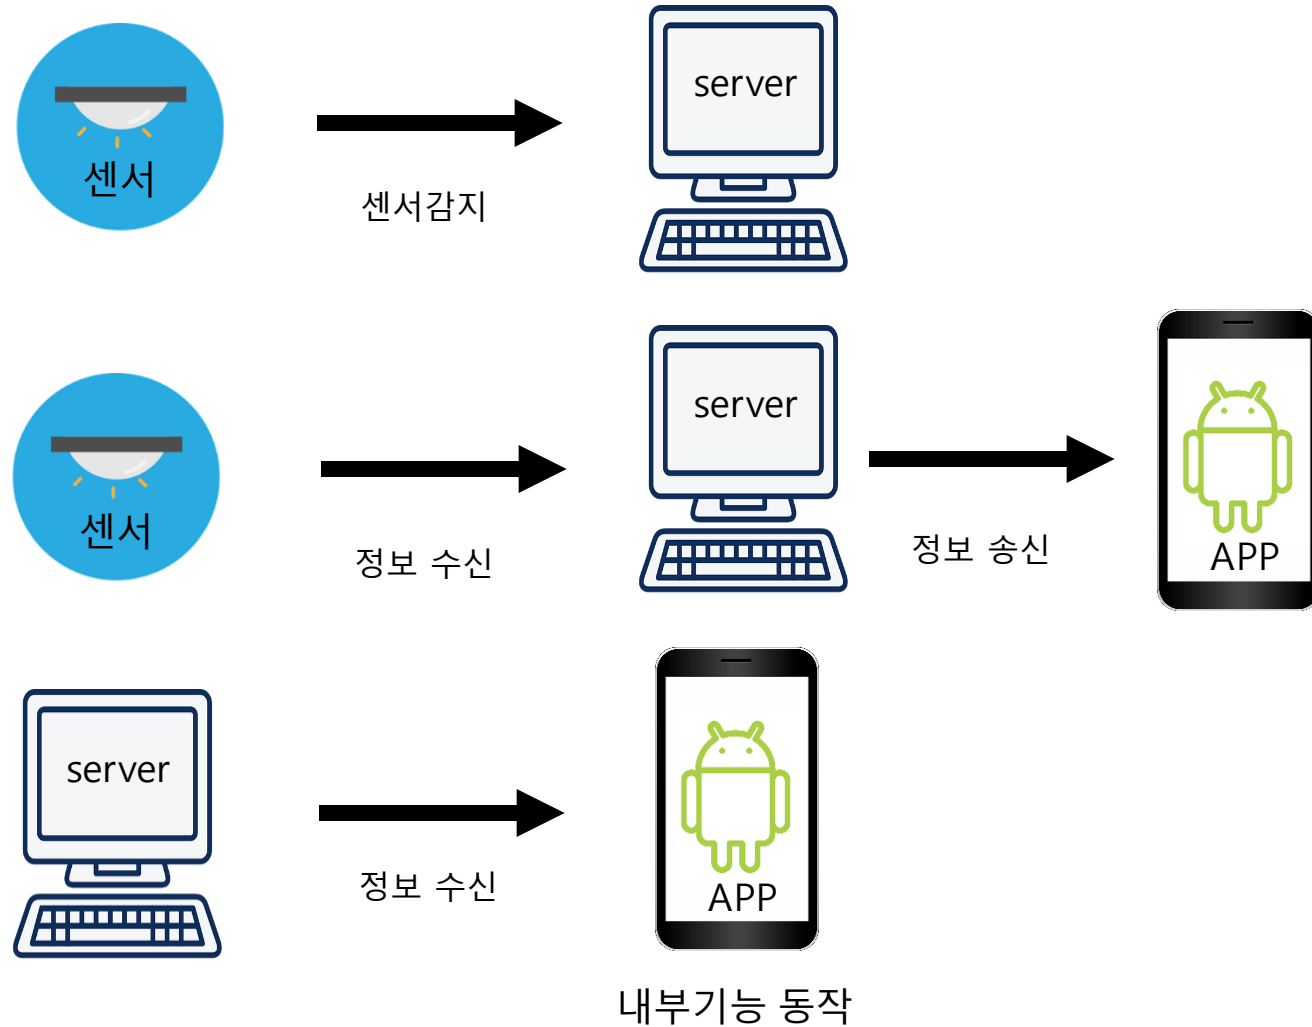 센서
센서감지
server
센서
정보 수신
server
정보 송신
APP
server
정보 수신
APP
내부기능 동작